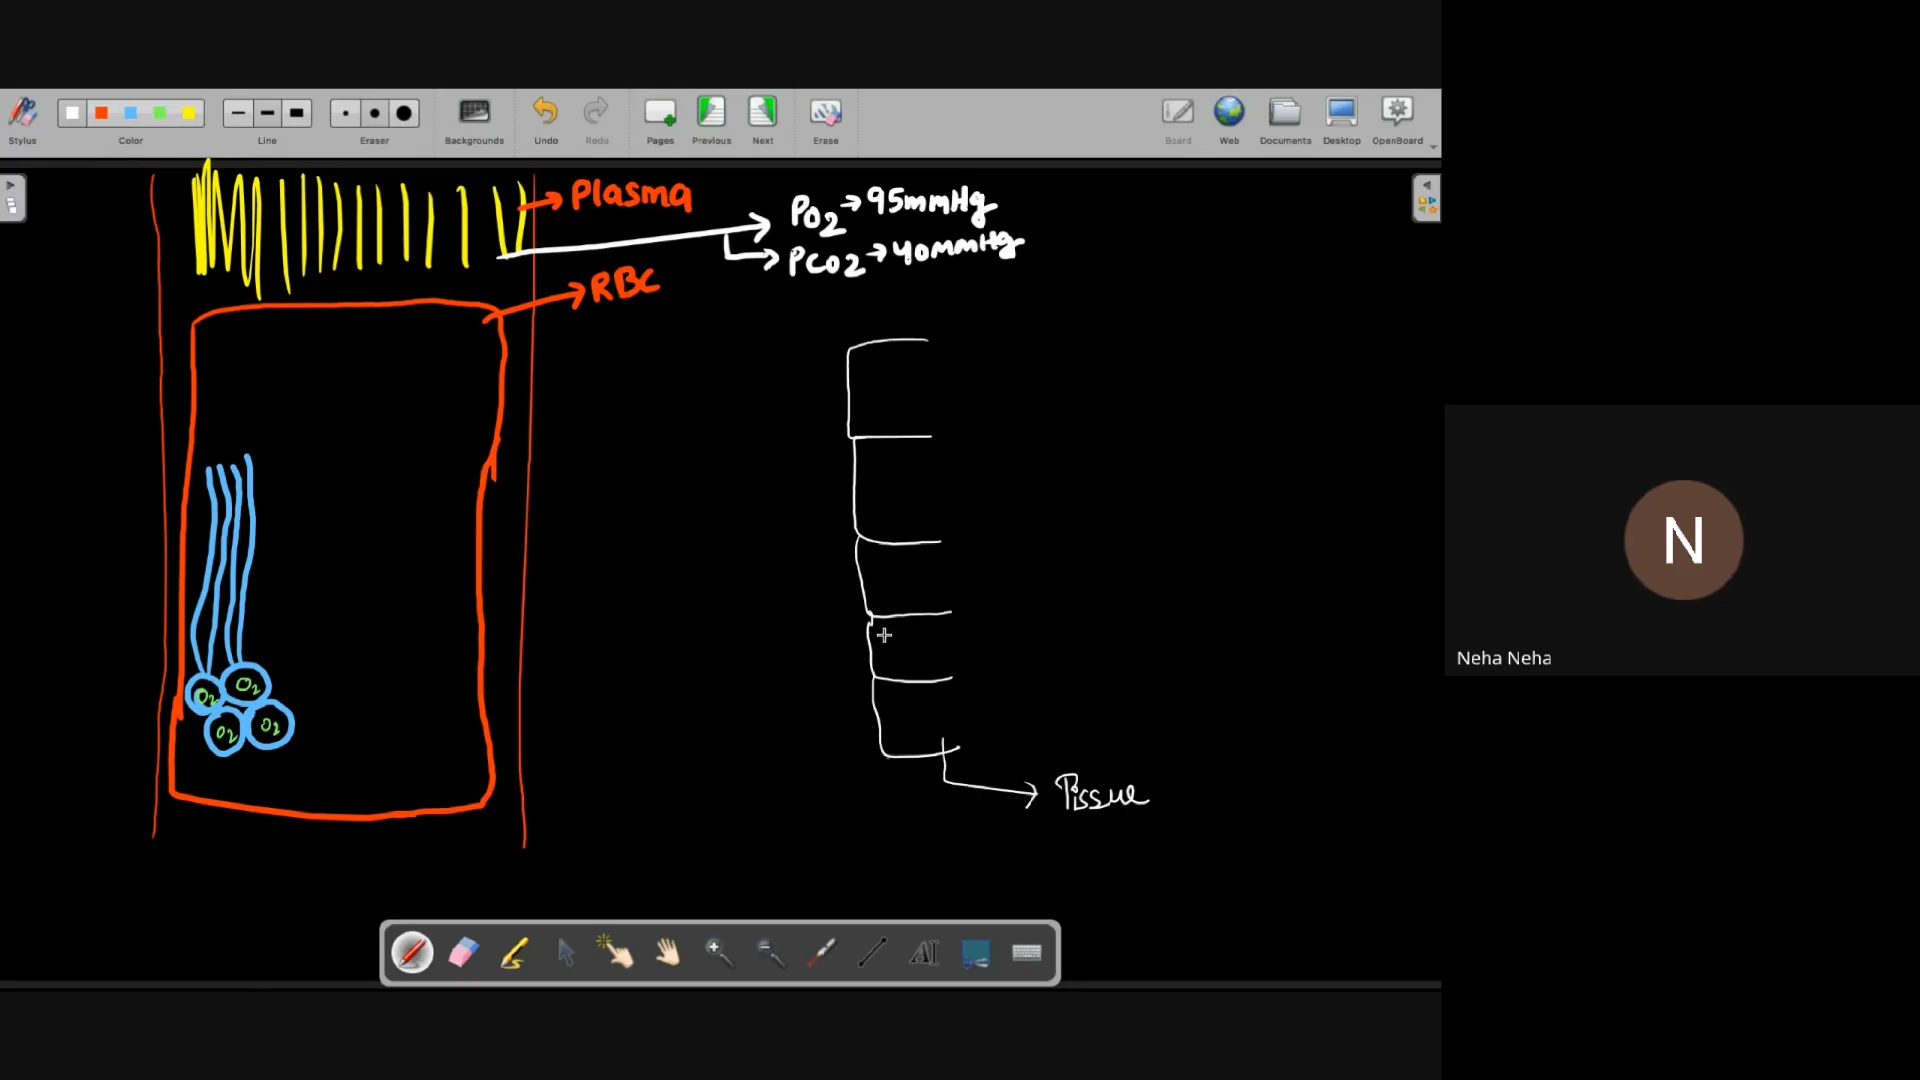 Stylus
Color
Line
Eraser
Backgrounds
Undo
Redo
Pages
Previous
Next
Erase
Board
Web
Documents
Desktop
OpenBoard
Plasma
PO2 → 95mmHg
PCO2 → 40mmHg
RBC
O2
O2
O2
O2
Tissue
AI
N
Neha Neha